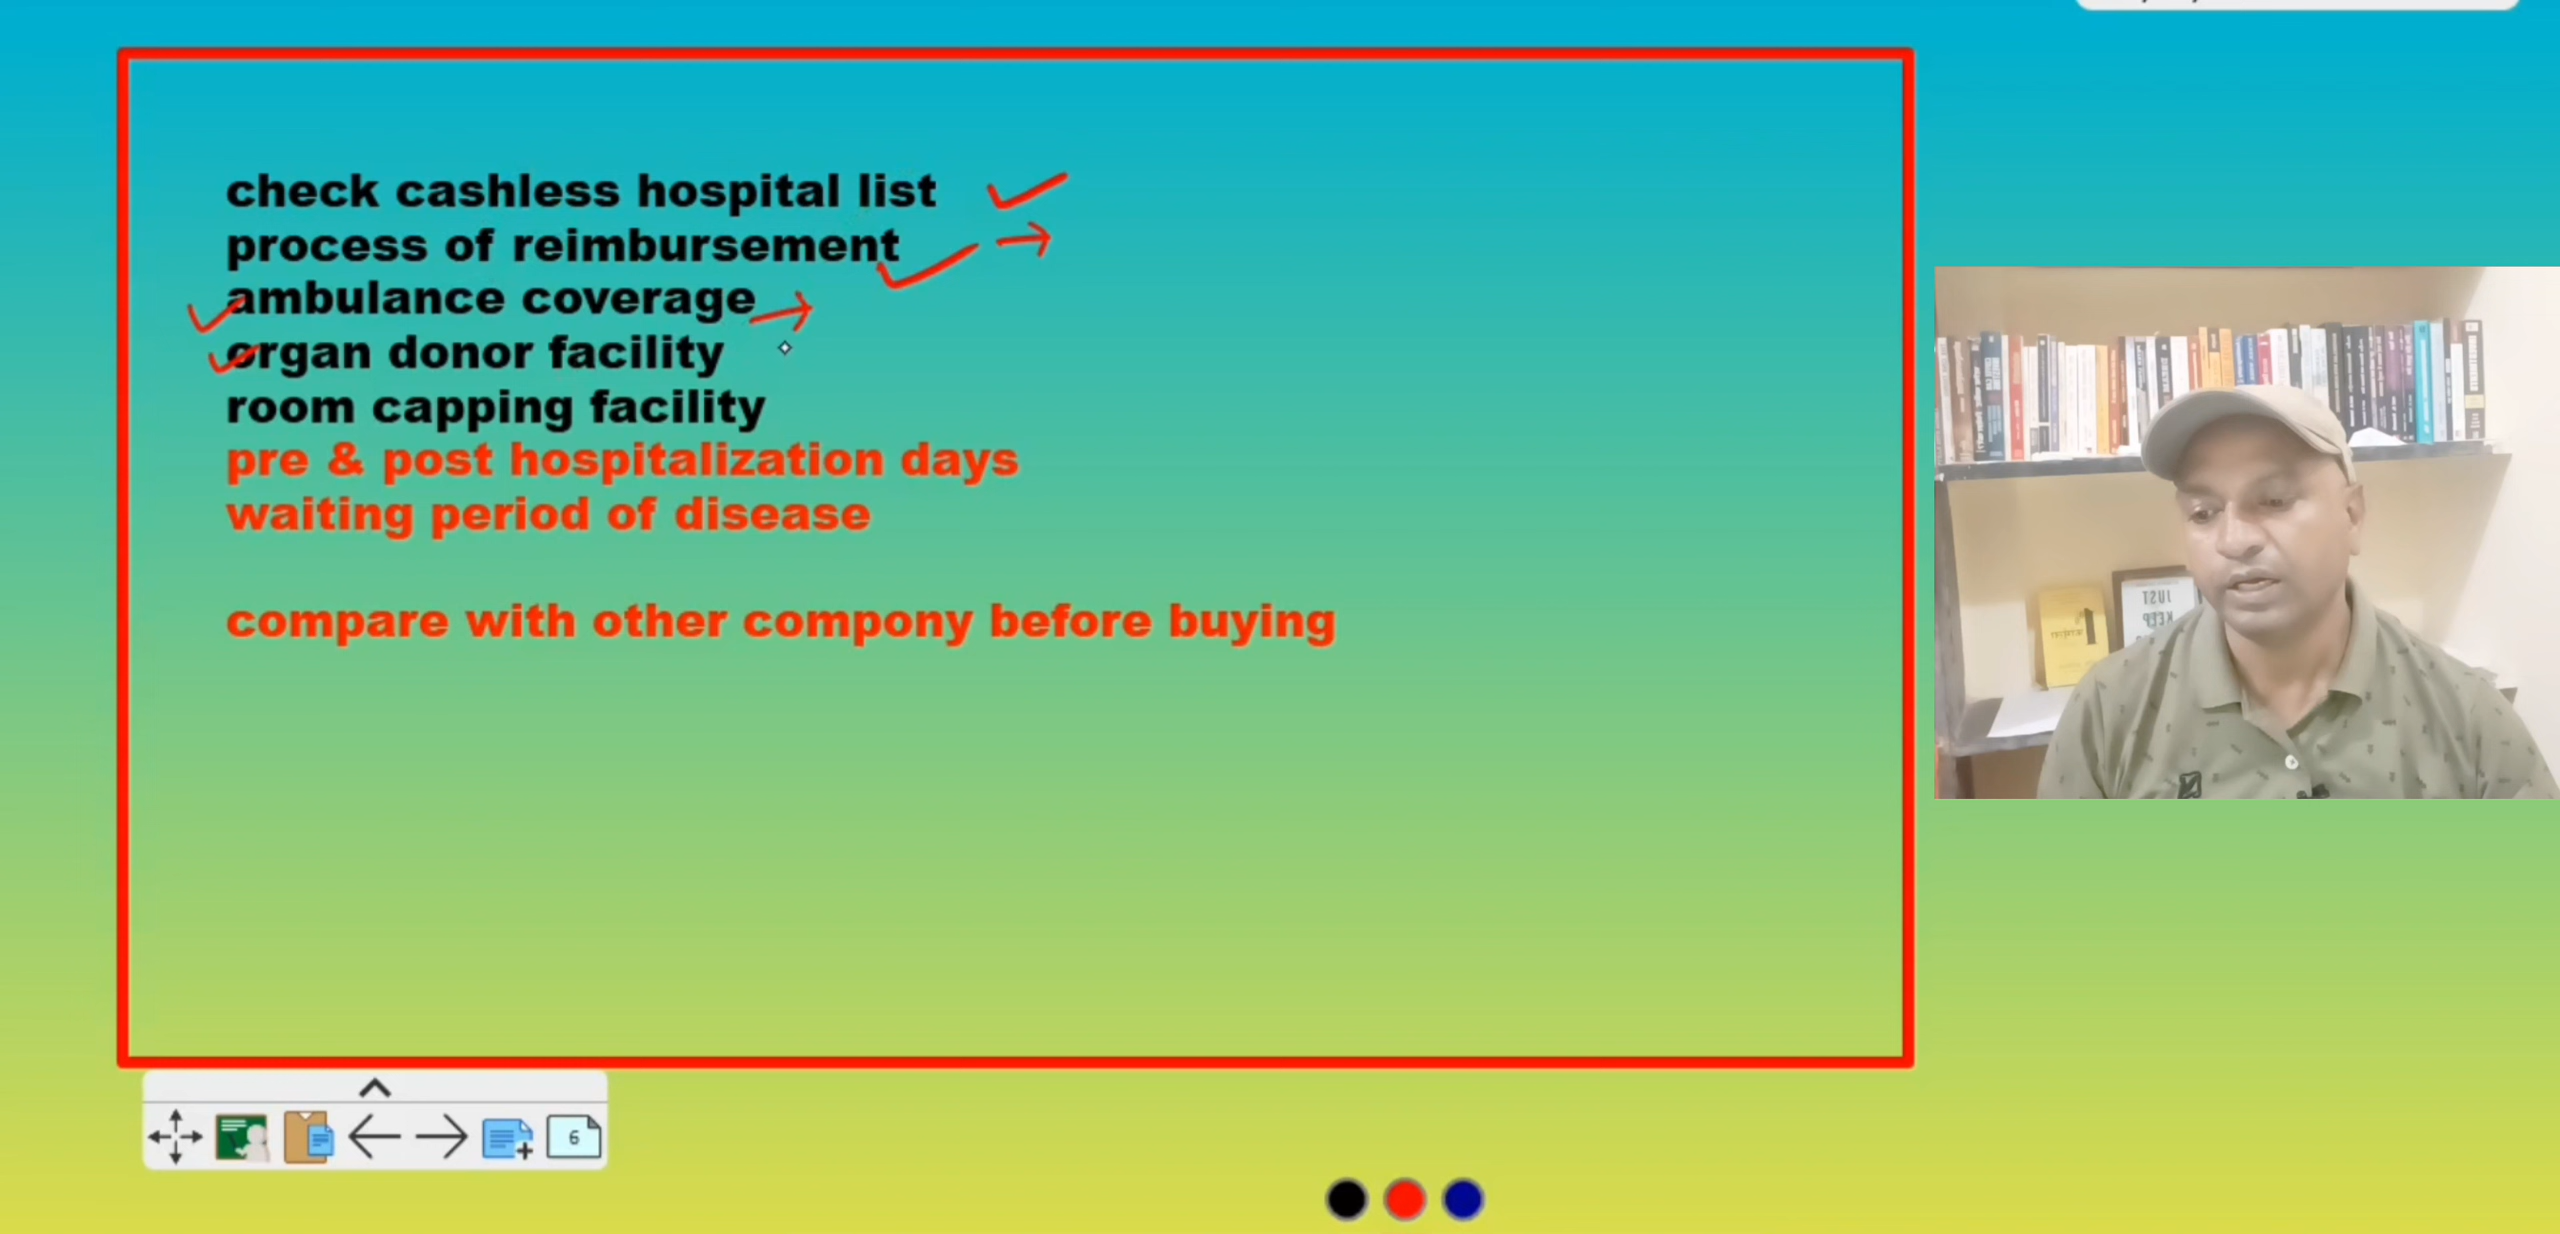 check cashless hospital list
process of reimbursement
ambulance coverage
organ donor facility
room capping facility
pre & post hospitalization days
waiting period of disease
compare with other compony before buying
6